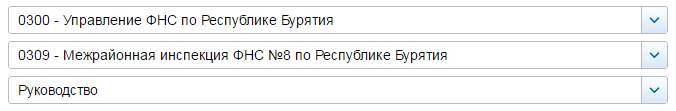 0300 - Управление ФНС по Республике Бурятия
0309 - Межрайонная инспекция ФНС №8 по Республике Бурятия
Руководство